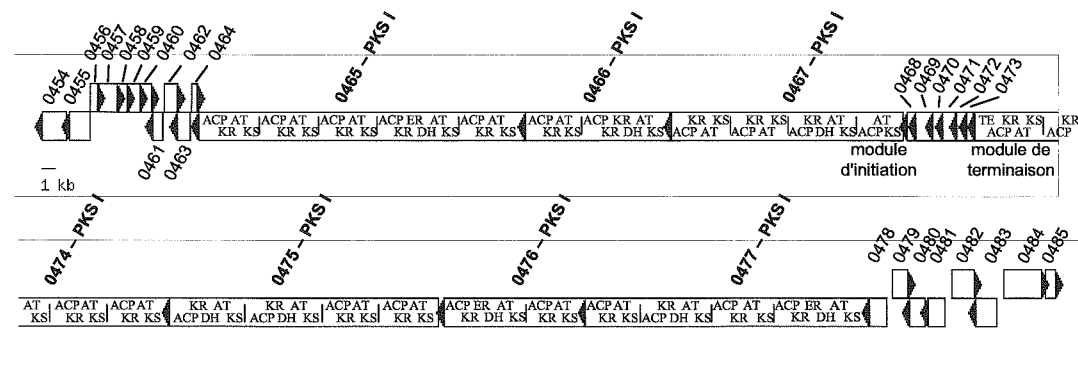 0454
0455
0456
0457
0458
0459
0460
0462
0464
0465 – PKS I
0466 – PKS I
0467 – PKS I
0468
0469
0470
0471
0472
0473
ACP AT ACP AT ACP AT ACP ER AT ACP AT ACP AT ACP KR AT KR KS KR KS KR AT AT TE KR KS KR
KR KS KR KS KR KS KR DH KS KR KS KR KS KR DH KS ACP AT ACP AT ACP DH KS ACP KS ACP AT ACP
0461
0463
module d'initiation
module de terminaison
1 kb
0474 – PKS I
0475 – PKS I
0476 – PKS I
0477 – PKS I
0478
0479
0480
0481
0482
0483
0484
0485
AT ACP AT ACP AT KR AT KR AT ACP AT ACP AT ACP ER AT ACP AT ACP AT KR AT ACP AT ACP ER AT
KS KR KS KR KS ACP DH KS ACP DH KS KR KS KR KS KR DH KS KR KS KR KS ACP DH KS KR KS KR DH KS